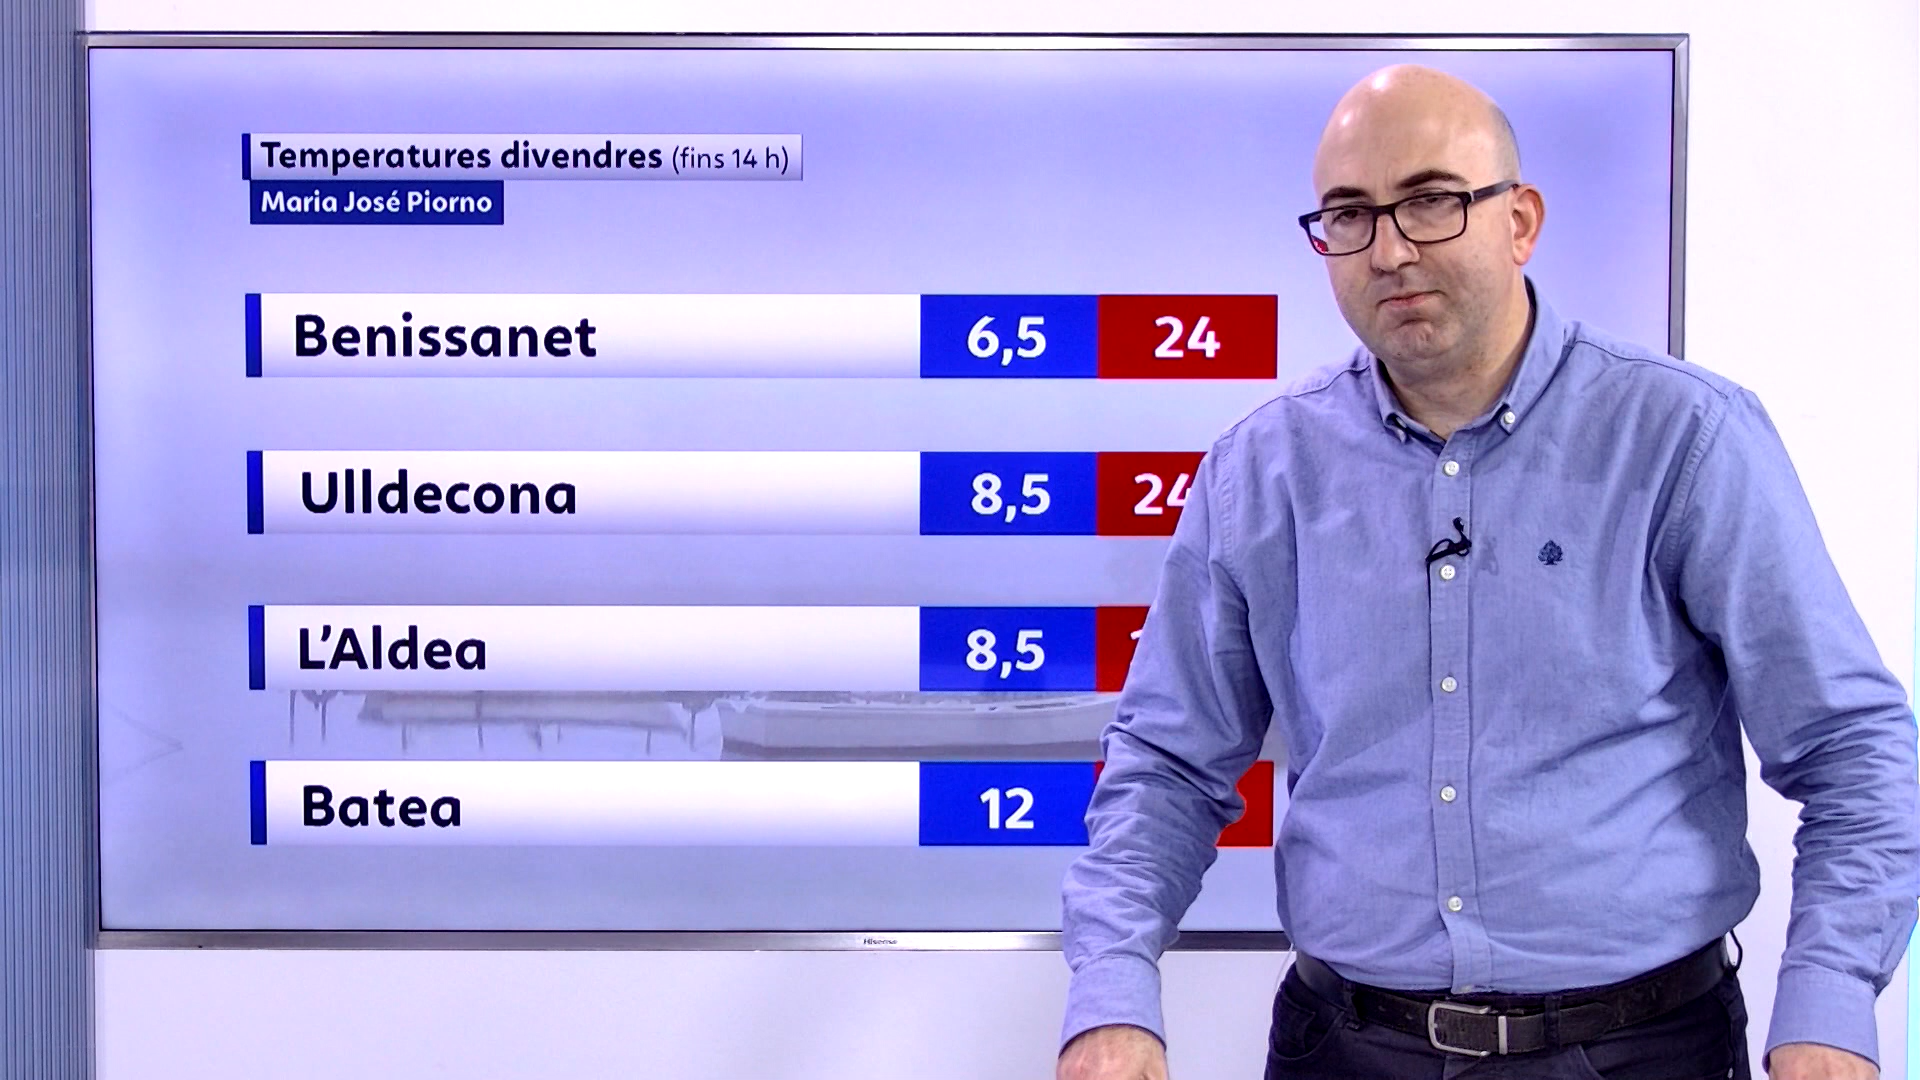 Temperatures divendres (fins 14 h)
Maria José Piorno
Benissanet 6,5 24
Ulldecona 8,5
L'Aldea 8,5
Batea 12
Hisense